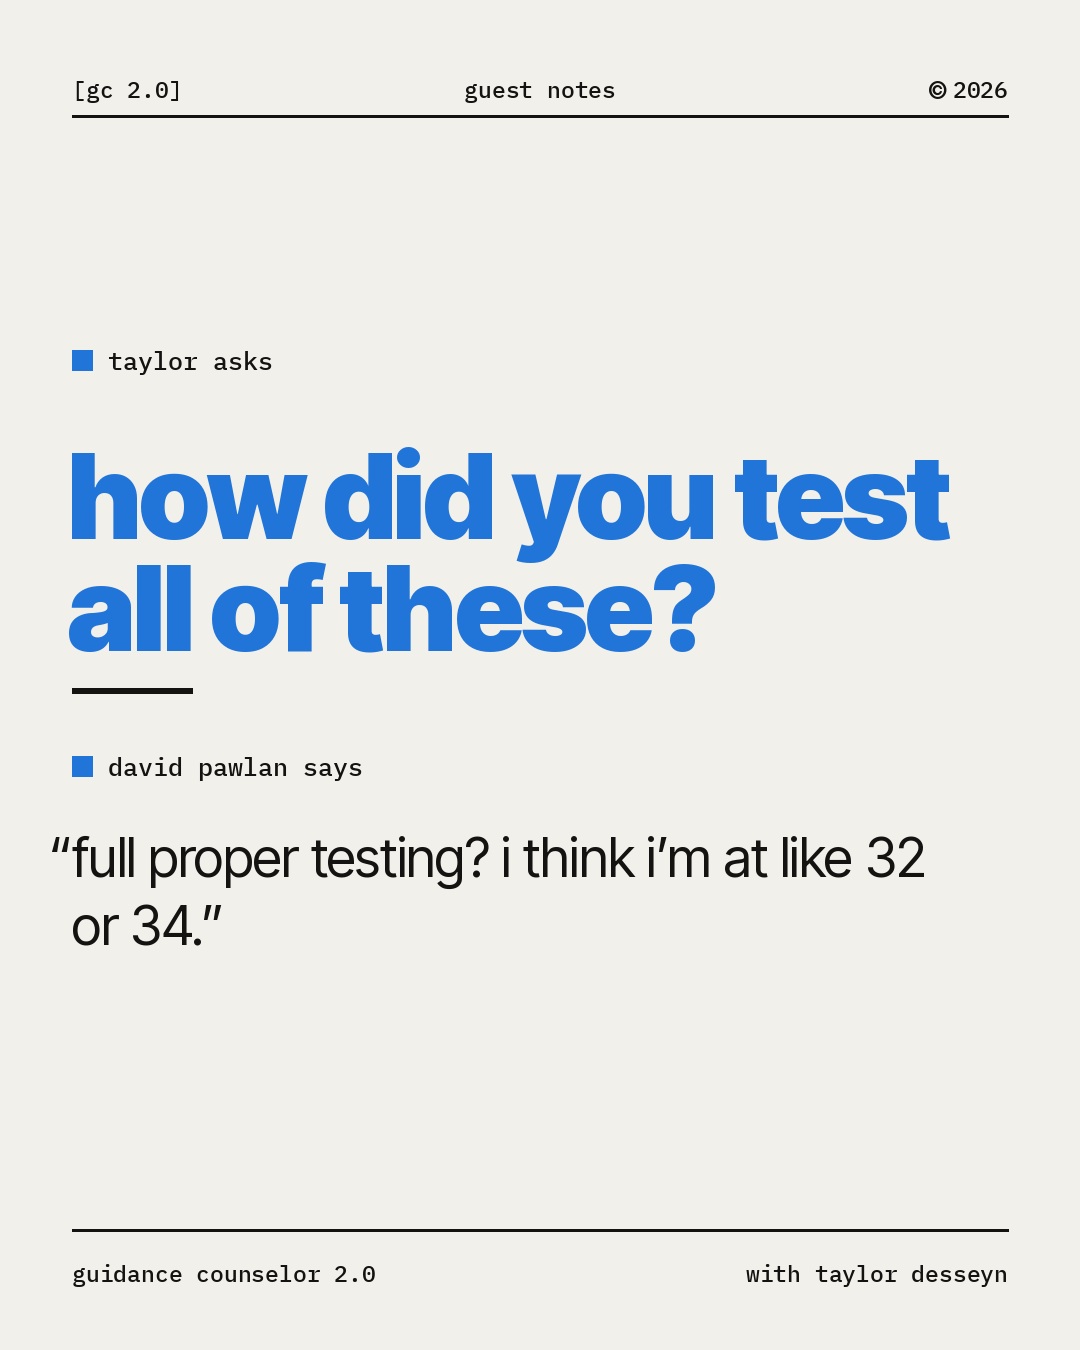 [gc 2.0] guest notes © 2026
taylor asks
how did you test
all of these?
david pawlan says
“full proper testing? i think i’m at like 32
or 34.”
guidance counselor 2.0 with taylor desseyn